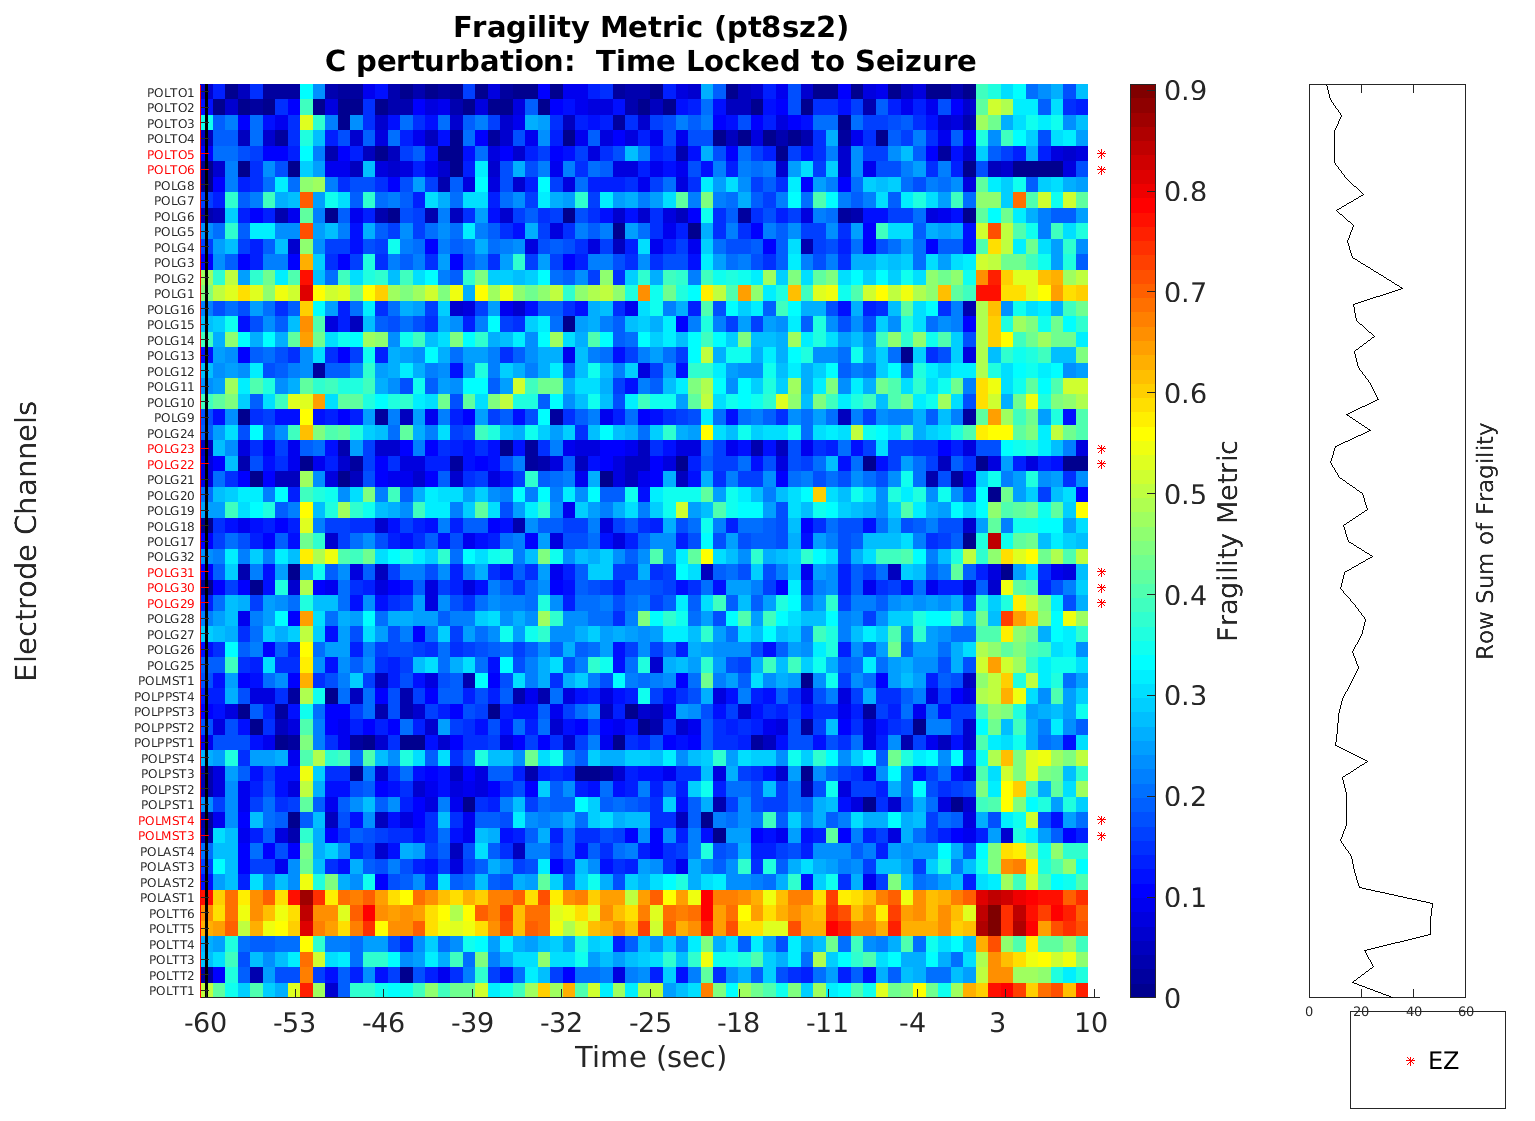 Fragility Metric (pt8sz2)
C perturbation:  Time Locked to Seizure
Electrode Channels
POLTO1
POLTO2
POLTO3
POLTO4
POLTO5
POLTO6
POLG8
POLG7
POLG6
POLG5
POLG4
POLG3
POLG2
POLG1
POLG16
POLG15
POLG14
POLG13
POLG12
POLG11
POLG10
POLG9
POLG24
POLG23
POLG22
POLG21
POLG20
POLG19
POLG18
POLG17
POLG32
POLG31
POLG30
POLG29
POLG28
POLG27
POLG26
POLG25
POLMST1
POLPPST4
POLPPST3
POLPPST2
POLPPST1
POLPST4
POLPST3
POLPST2
POLPST1
POLMST4
POLMST3
POLAST4
POLAST3
POLAST2
POLAST1
POLTT6
POLTT5
POLTT4
POLTT3
POLTT2
POLTT1
-60 -53 -46 -39 -32 -25 -18 -11 -4 3 10
Time (sec)
0.9
0.8
0.7
0.6
0.5
0.4
0.3
0.2
0.1
0
Fragility Metric
0 20 40 60
Row Sum of Fragility
EZ